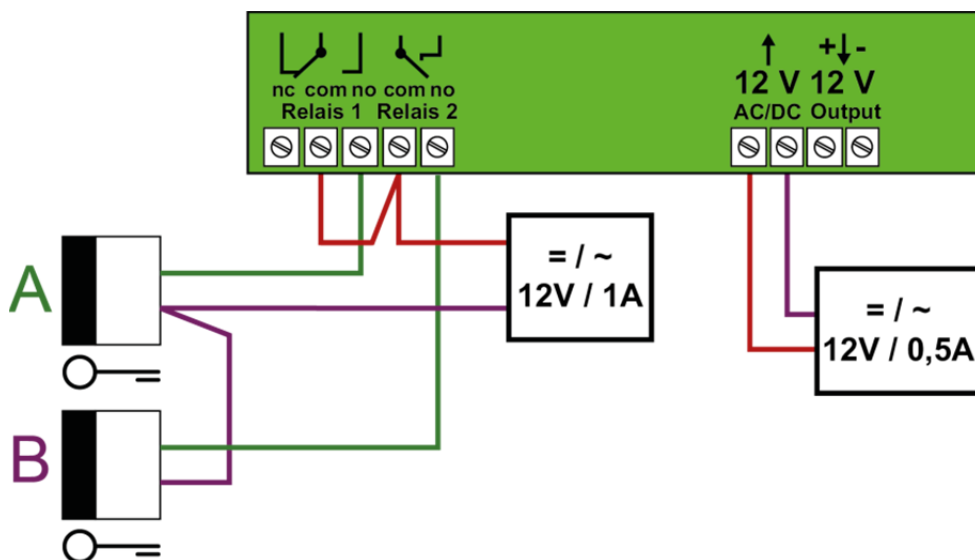 nc com no com no
Relais 1 Relais 2
+ -
12 V 12 V
AC/DC Output
A
= / ~
12V / 1A
= / ~
12V / 0,5A
B